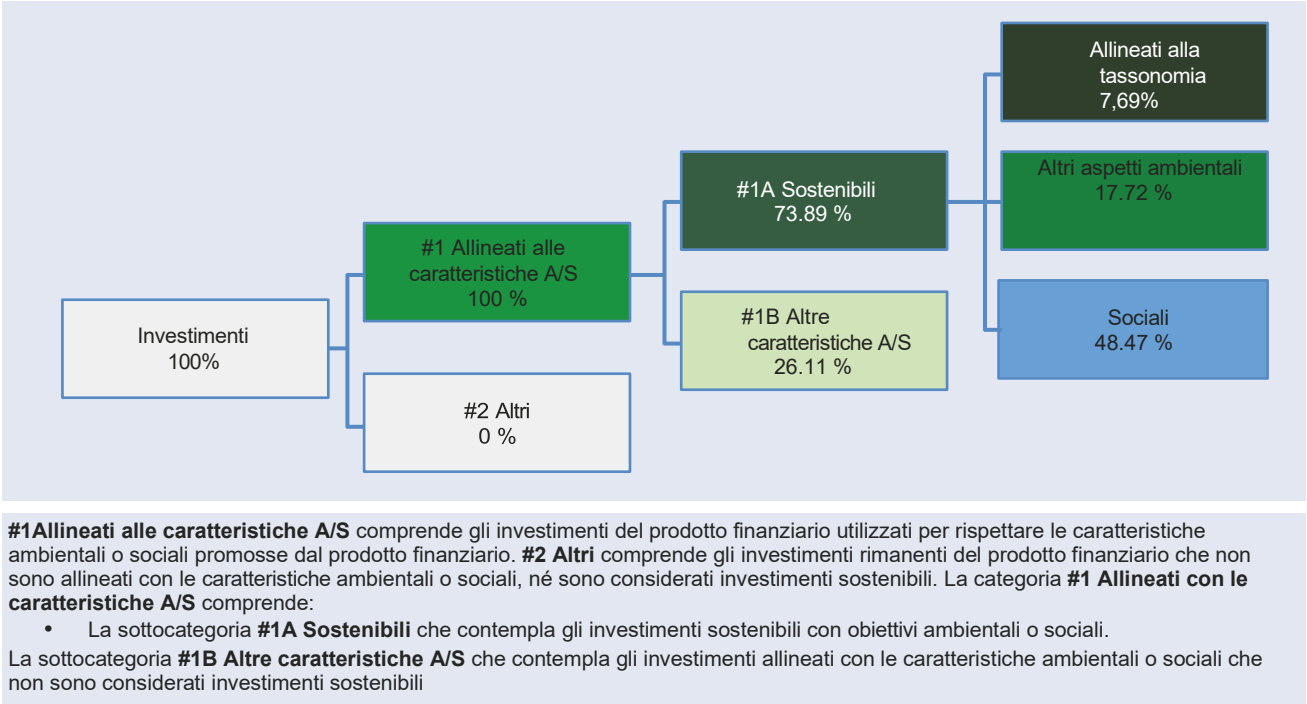 Investimenti
100%
#1 Allineati alle
caratteristiche A/S
100 %
#2 Altri
0 %
#1A Sostenibili
73.89 %
#1B Altre
caratteristiche A/S
26.11 %
Allineati alla
tassonomia
7,69%
Altri aspetti ambientali
17.72 %
Sociali
48.47 %
#1Allineati alle caratteristiche A/S comprende gli investimenti del prodotto finanziario utilizzati per rispettare le caratteristiche
ambientali o sociali promosse dal prodotto finanziario. #2 Altri comprende gli investimenti rimanenti del prodotto finanziario che non
sono allineati con le caratteristiche ambientali o sociali, né sono considerati investimenti sostenibili. La categoria #1 Allineati con le
caratteristiche A/S comprende:
• La sottocategoria #1A Sostenibili che contempla gli investimenti sostenibili con obiettivi ambientali o sociali.
La sottocategoria #1B Altre caratteristiche A/S che contempla gli investimenti allineati con le caratteristiche ambientali o sociali che
non sono considerati investimenti sostenibili